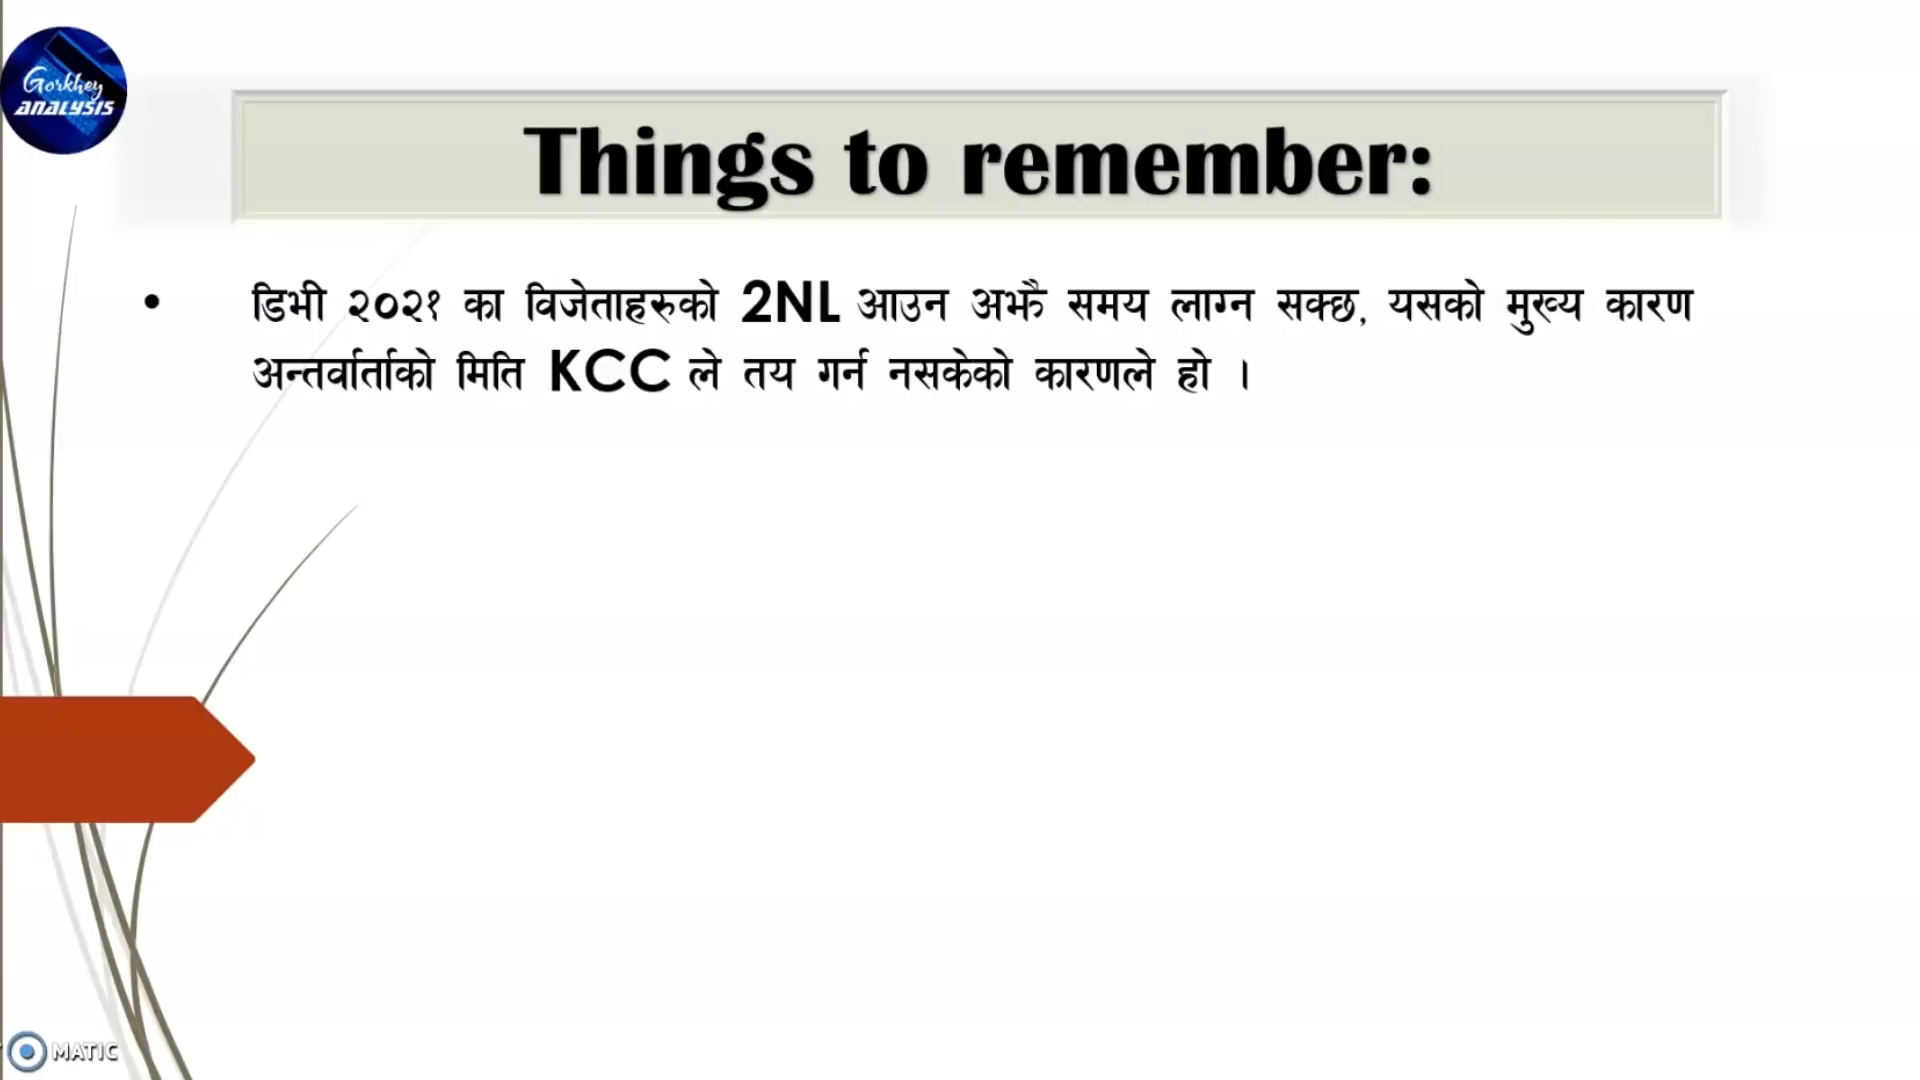 Gorkhey
ANALYSIS
Things to remember:
• डिभी २०२१ का विजेताहरुको 2NL आउन अझै समय लाग्न सक्छ, यसको मुख्य कारण
अन्तर्वार्ताको मिति KCC ले तय गर्न नसकेको कारणले हो ।
MATIC